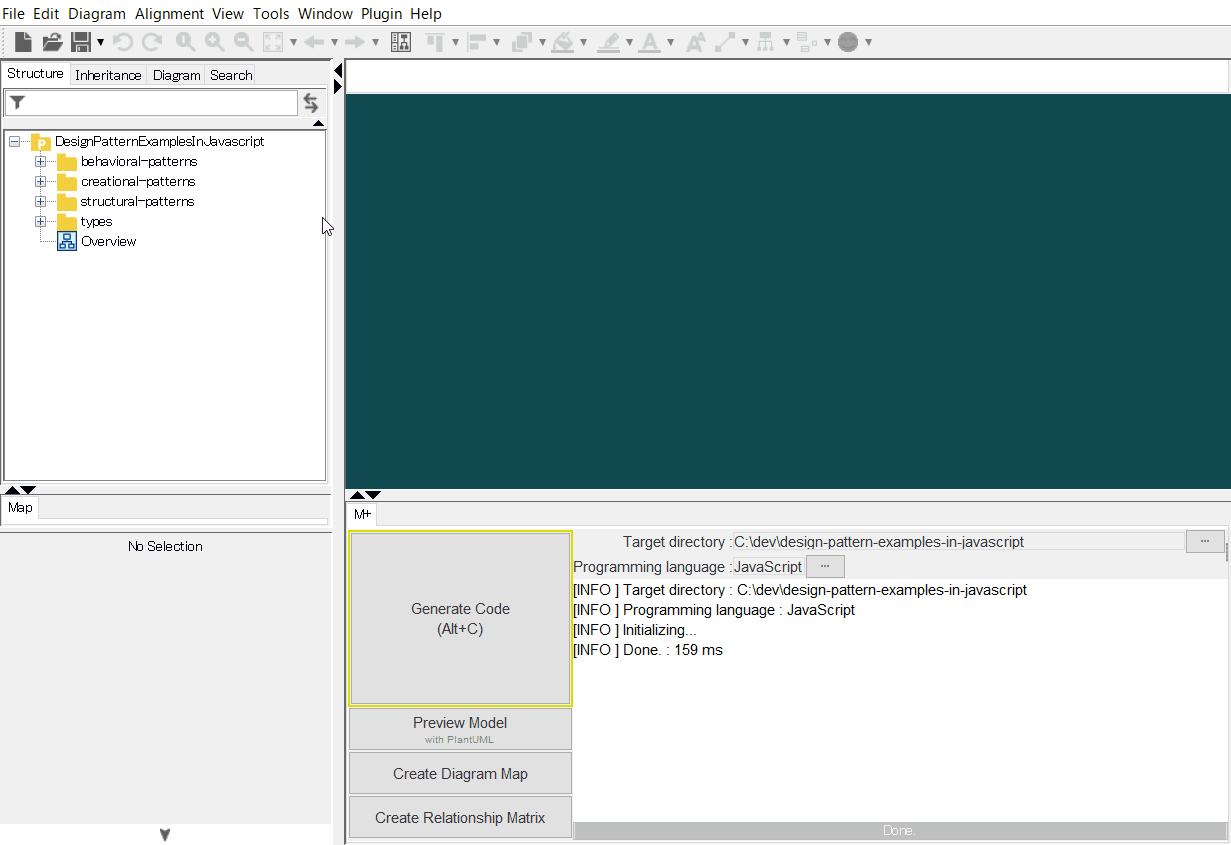 File Edit Diagram Alignment View Tools Window Plugin Help
Structure Inheritance Diagram Search
DesignPatternExamplesInJavascript
behavioral-patterns
creational-patterns
structural-patterns
types
Overview
Map
No Selection
M+
Generate Code
(Alt+C)
Preview Model
with PlantUML
Create Diagram Map
Create Relationship Matrix
Target directory : C:\dev\design-pattern-examples-in-javascript ...
Programming language : JavaScript ...
[INFO ] Target directory : C:\dev\design-pattern-examples-in-javascript
[INFO ] Programming language : JavaScript
[INFO ] Initializing...
[INFO ] Done. : 159 ms
Done.